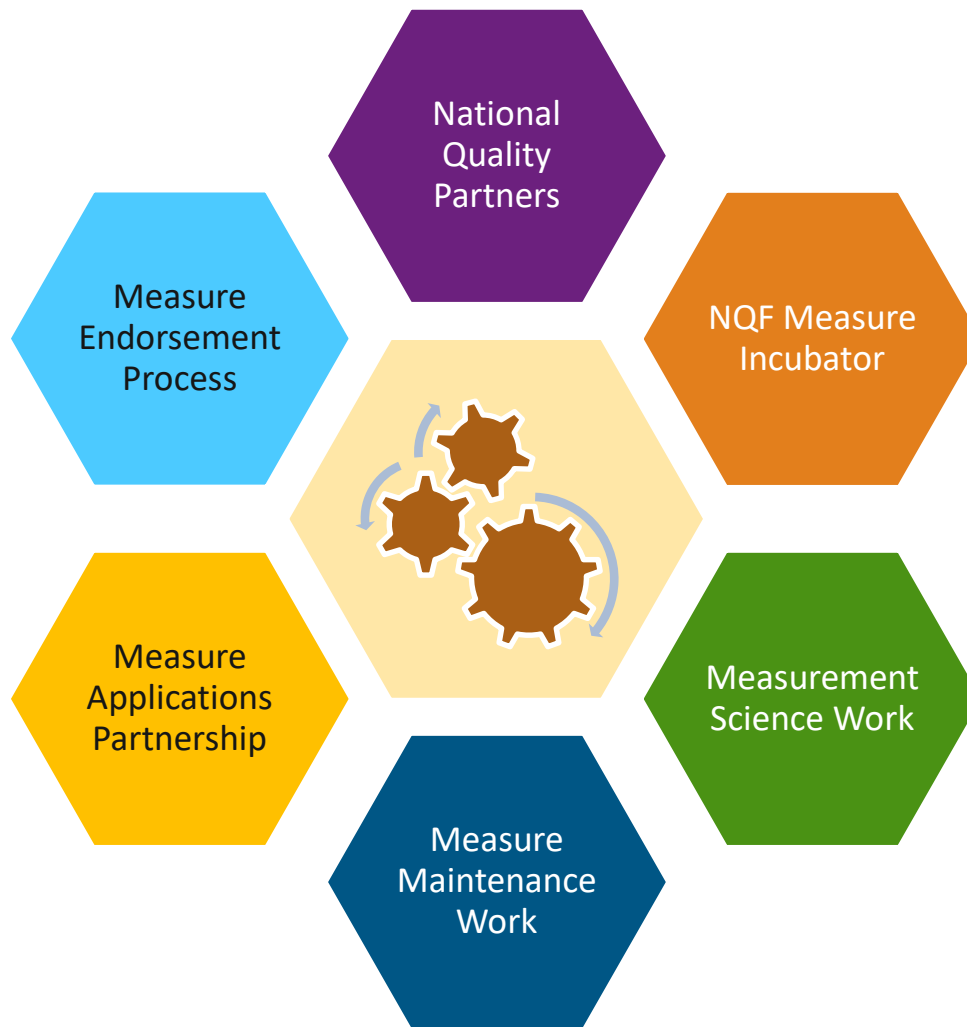 National
Quality
Partners
NQF Measure
Incubator
Measurement
Science Work
Measure
Maintenance
Work
Measure
Applications
Partnership
Measure
Endorsement
Process